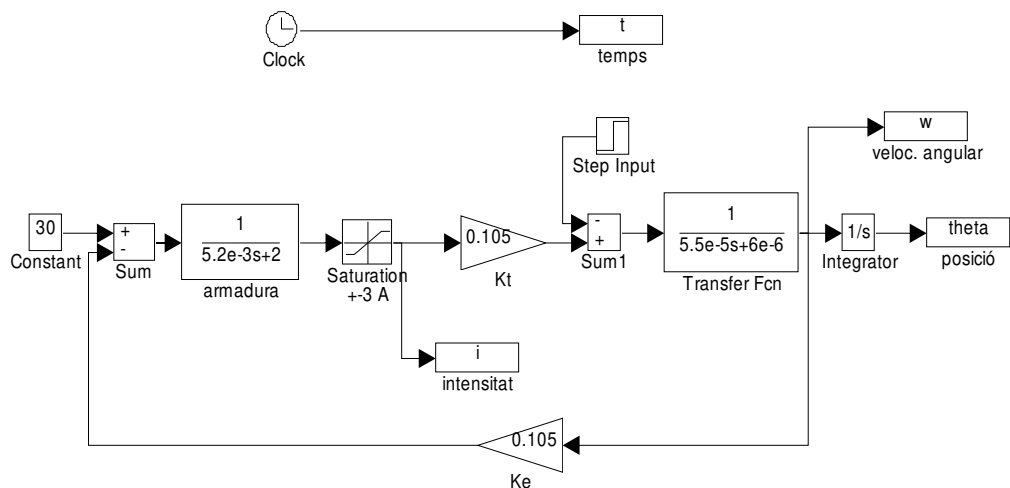 t
Clock
temps
w
Step Input
veloc. angular
30
+
-
1
5.2e-3s+2
0.105
-
+
1
5.5e-5s+6e-6
1/s
theta
Constant
Sum
armadura
Saturation
+-3 A
Kt
Sum1
Transfer Fcn
Integrator
posició
i
intensitat
0.105
Ke